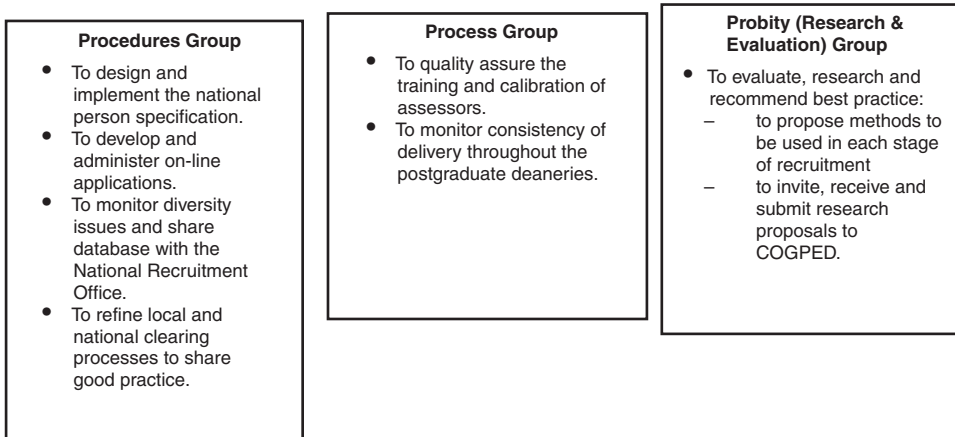 Procedures Group
• To design and
implement the national
person specification.
• To develop and
administer on-line
applications.
• To monitor diversity
issues and share
database with the
National Recruitment
Office.
• To refine local and
national clearing
processes to share
good practice.
Process Group
• To quality assure the
training and calibration of
assessors.
• To monitor consistency of
delivery throughout the
postgraduate deaneries.
Probity (Research &
Evaluation) Group
• To evaluate, research and
recommend best practice:
– to propose methods to
be used in each stage
of recruitment
– to invite, receive and
submit research
proposals to
COGPED.